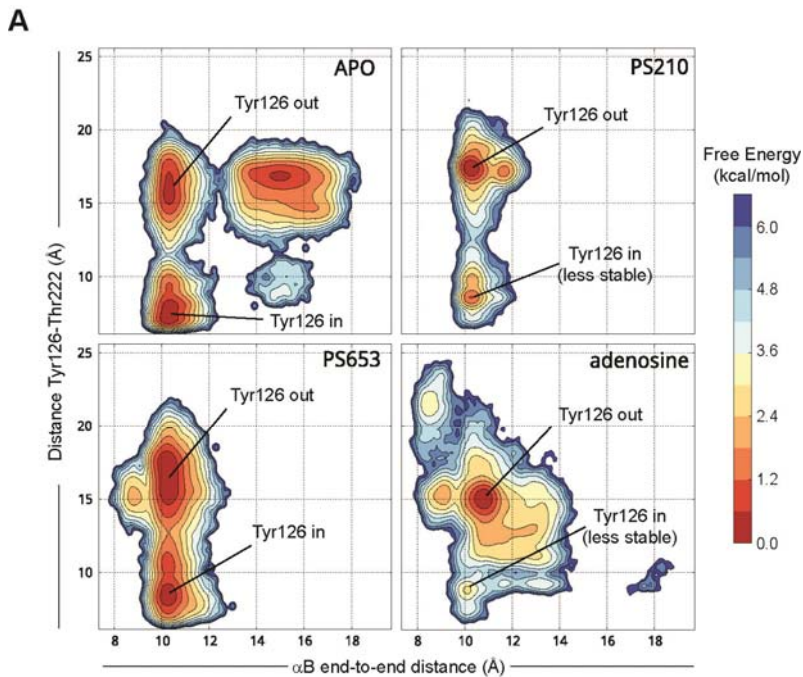 A
APO
PS210
25
20
15
10
Tyr126 out
Tyr126 in
Tyr126 out
Tyr126 in
(less stable)
Distance Tyr126-Thr222 (Å)
Free Energy
(kcal/mol)
6.0
4.8
3.6
2.4
1.2
0.0
PS653
adenosine
25
20
15
10
Tyr126 out
Tyr126 in
Tyr126 out
Tyr126 in
(less stable)
8 10 12 14 16 18
8 10 12 14 16 18
αB end-to-end distance (Å)